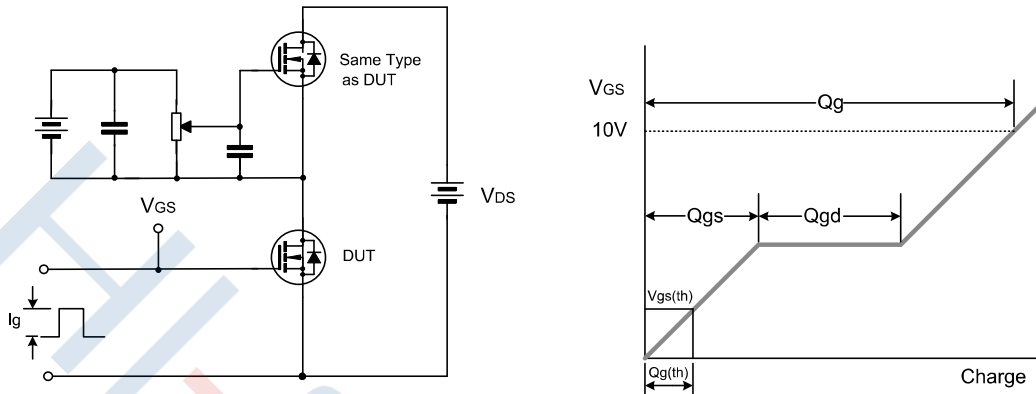 Same Type
as DUT
VGS
VDS
DUT
Ig
VGS
10V
Qg
Qgs
Qgd
Vgs(th)
Qg(th)
Charge